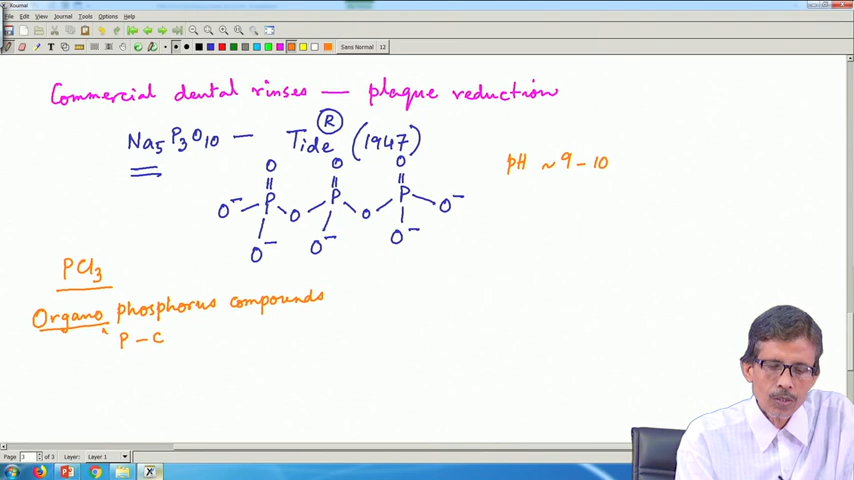 Xournal
File Edit View Journal Tools Options Help
Sans Normal 12
Commercial dental rinses — plaque reduction
Na5P3O10 — Tide ® (1947)
pH ~ 9 - 10
O O O
O⁻ P O P O P O⁻
O⁻ O⁻ O⁻
PCl3
Organo phosphorus compounds
P - C
Page 3 of 3 Layer: Layer 1